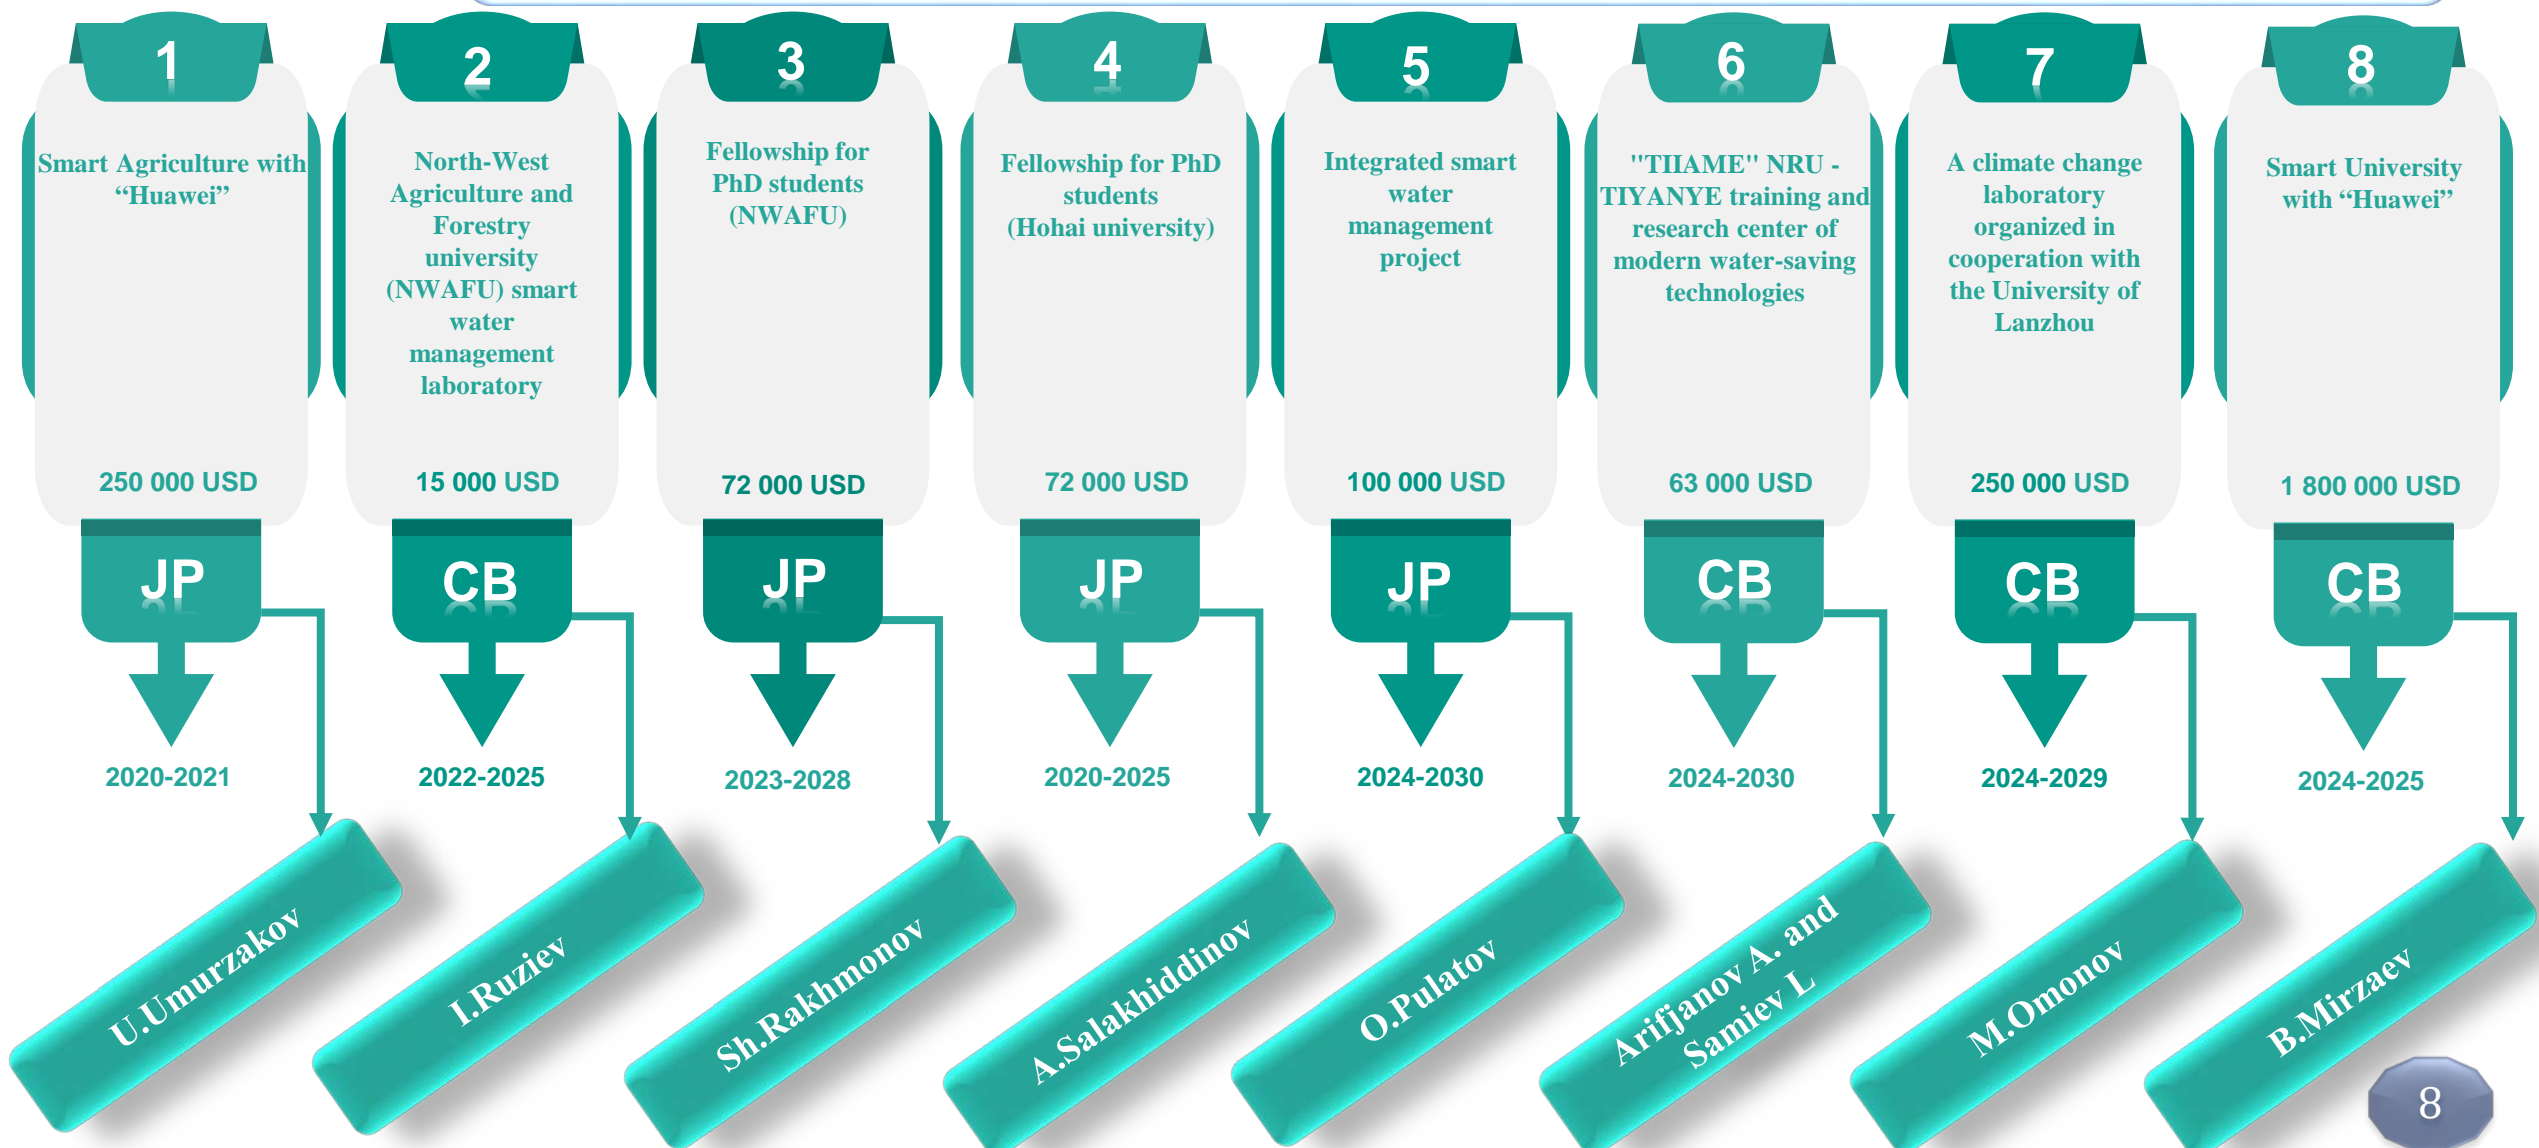 1
Smart Agriculture with
“Huawei”
250 000 USD
JP
2020-2021
U.Umurzakov
2
North-West
Agriculture and
Forestry
university
(NWAFU) smart
water
management
laboratory
15 000 USD
CB
2022-2025
I.Ruziev
3
Fellowship for
PhD students
(NWAFU)
72 000 USD
JP
2023-2028
Sh.Rakhmonov
4
Fellowship for PhD
students
(Hohai university)
72 000 USD
JP
2020-2025
A.Salakhiddinov
5
Integrated smart
water
management
project
100 000 USD
JP
2024-2030
O.Pulatov
6
"TIIAME" NRU -
TIYANYE training and
research center of
modern water-saving
technologies
63 000 USD
CB
2024-2030
Arifjanov A. and
Samiev L
7
A climate change
laboratory
organized in
cooperation with
the University of
Lanzhou
250 000 USD
CB
2024-2029
M.Omonov
8
Smart University
with “Huawei”
1 800 000 USD
CB
2024-2025
B.Mirzaev
8